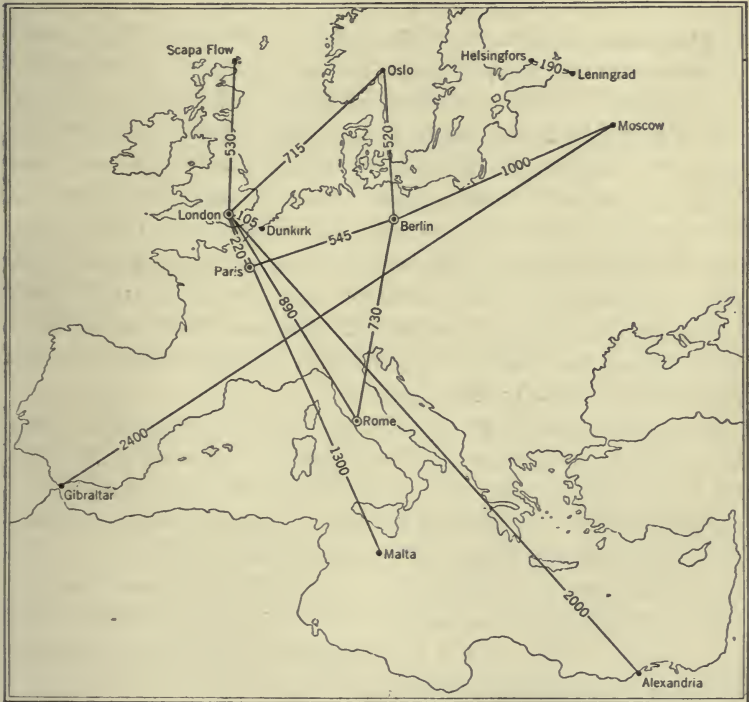 Scapa Flow
Oslo
Helsingfors
190
Leningrad
Moscow
530
715
520
1000
London
105
Dunkirk
Berlin
220
545
Paris
890
730
Rome
2400
1300
Gibraltar
Malta
2000
Alexandria